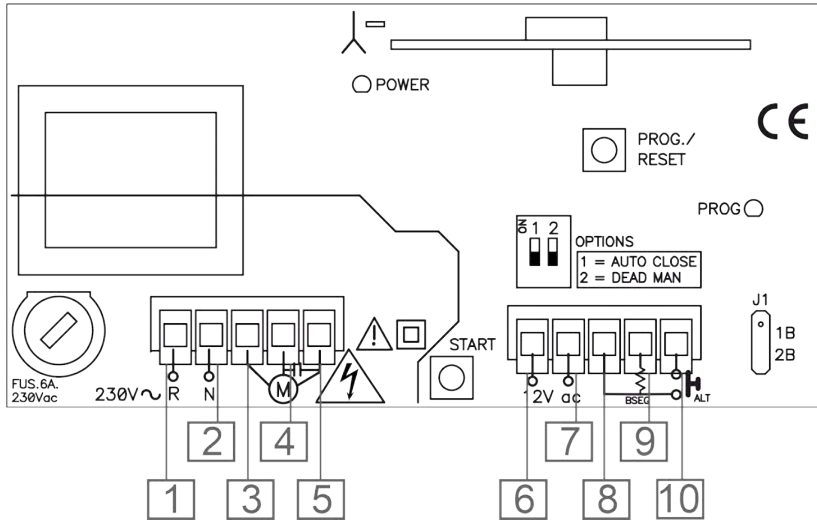 POWER
CE
PROG./
RESET
PROG
ON
1 2
OPTIONS
1 = AUTO CLOSE
2 = DEAD MAN
J1
1B
2B
START
FUS.6A.
230Vac
230V~ R N
M
12V ac
BSEG
ALT
2
4
7
9
1
3
5
6
8
10